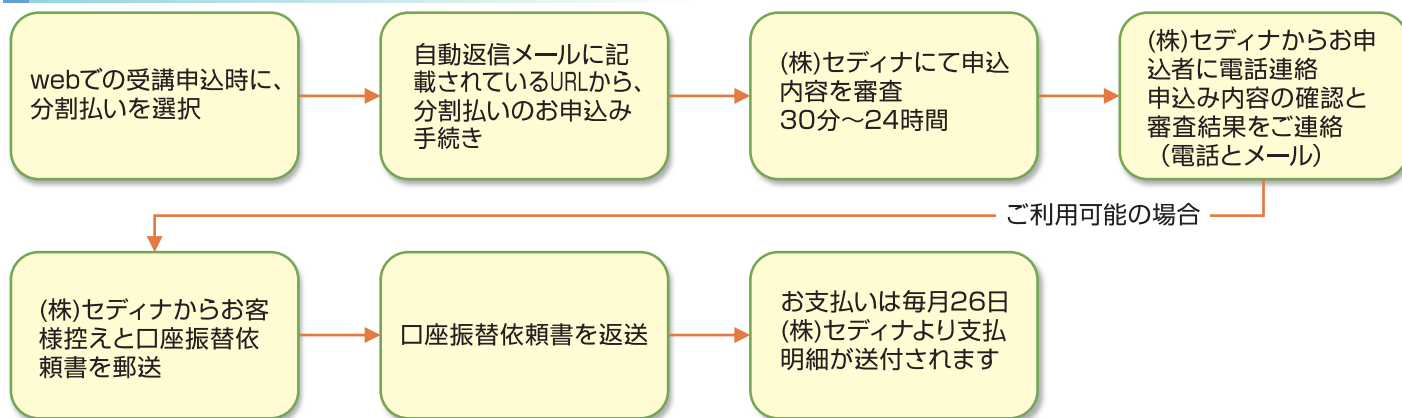 webでの受講申込時に、
分割払いを選択
自動返信メールに記
載されているURLから、
分割払いのお申込み
手続き
(株)セディナにて申込
内容を審査
30分～24時間
(株)セディナからお申
込者に電話連絡
申込み内容の確認と
審査結果をご連絡
（電話とメール）
ご利用可能の場合
(株)セディナからお客
様控えと口座振替依
頼書を郵送
口座振替依頼書を返送
お支払いは毎月26日
(株)セディナより支払
明細が送付されます